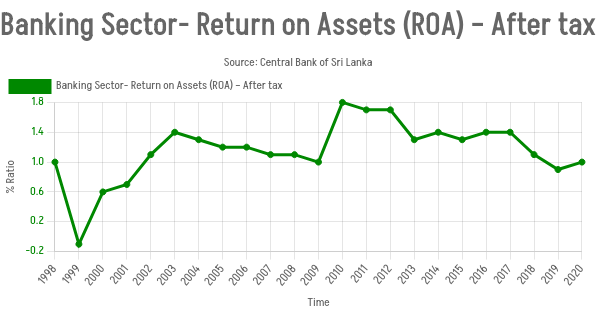 Banking Sector- Return on Assets (ROA) - After tax
Source: Central Bank of Sri Lanka
Banking Sector- Return on Assets (ROA) - After tax
1.8
1.4
1.0
0.6
0.2
-0.2
% Ratio
1998 1999 2000 2001 2002 2003 2004 2005 2006 2007 2008 2009 2010 2011 2012 2013 2014 2015 2016 2017 2018 2019 2020
Time